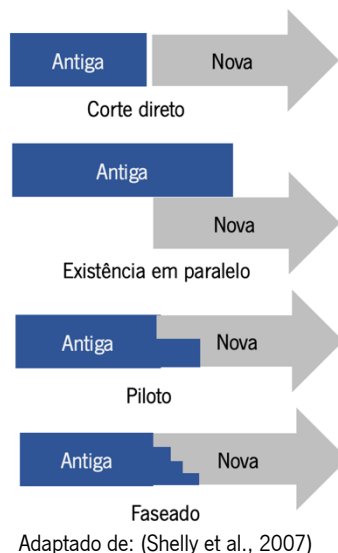 Antiga Nova
Corte direto
Antiga
Nova
Existência em paralelo
Antiga Nova
Piloto
Antiga Nova
Faseado
Adaptado de: (Shelly et al., 2007)